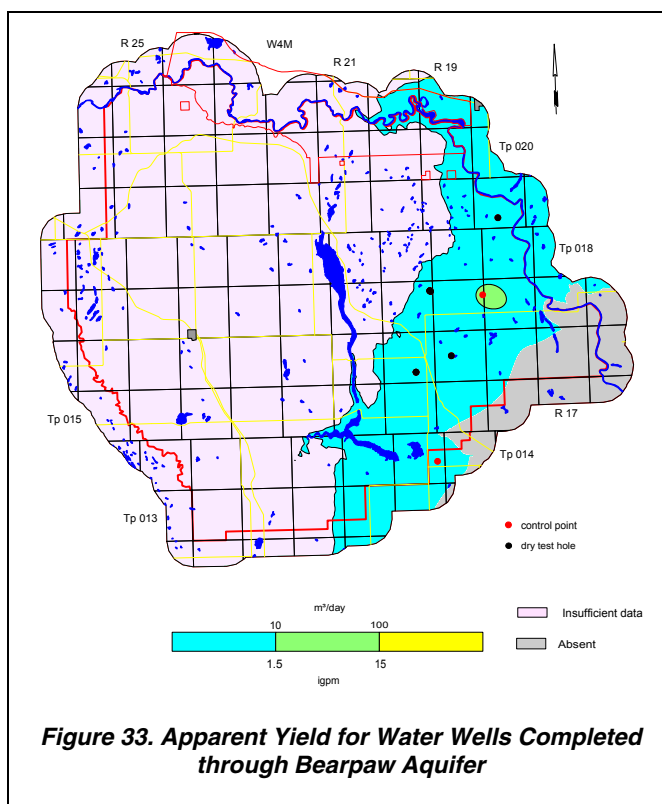 R 25
W4M
R 21
R 19
Tp 020
Tp 018
Tp 015
R 17
Tp 014
Tp 013
control point
dry test hole
m³/day
10 100
1.5 15
igpm
Insufficient data
Absent
Figure 33. Apparent Yield for Water Wells Completed
through Bearpaw Aquifer